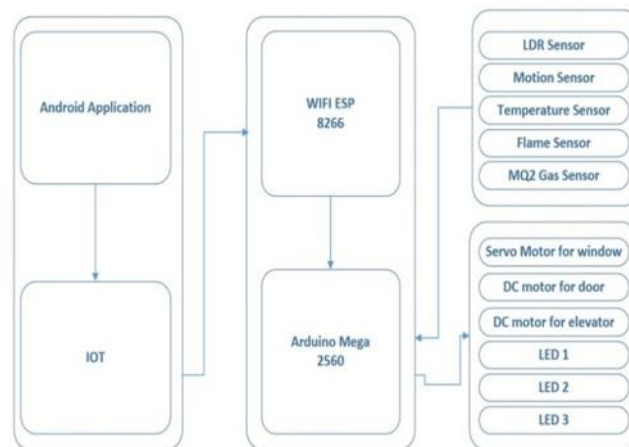 Android Application
IOT
WIFI ESP
8266
Arduino Mega
2560
LDR Sensor
Motion Sensor
Temperature Sensor
Flame Sensor
MQ2 Gas Sensor
Servo Motor for window
DC motor for door
DC motor for elevator
LED 1
LED 2
LED 3